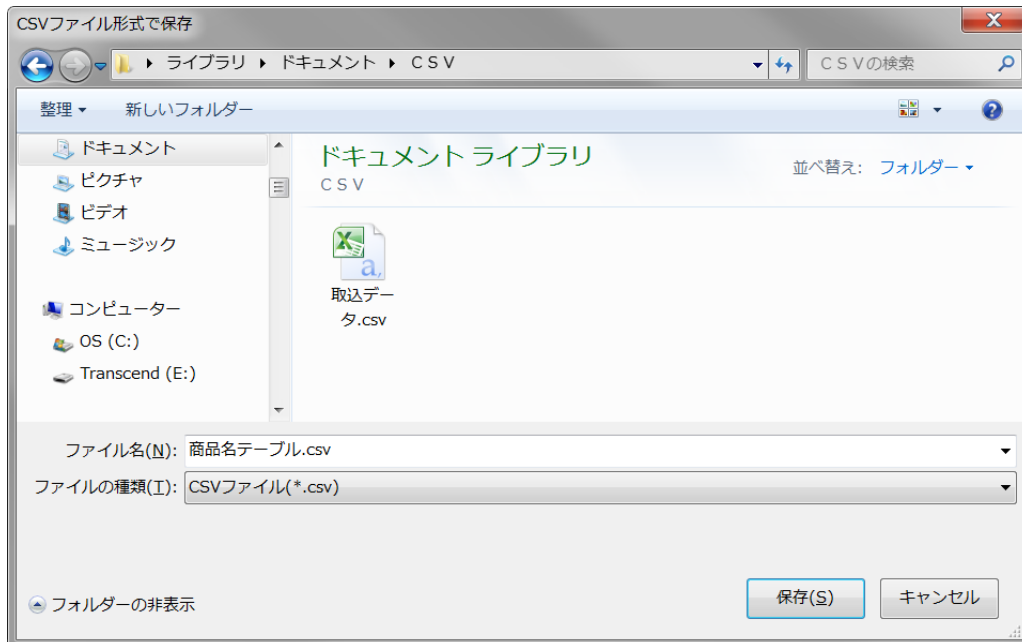 CSVファイル形式で保存
ライブラリ ドキュメント ＣＳＶ
ＣＳＶの検索
整理 新しいフォルダー
ドキュメント
ピクチャ
ビデオ
ミュージック
コンピューター
OS (C:)
Transcend (E:)
ドキュメント ライブラリ
ＣＳＶ
並べ替え: フォルダー
取込デー
タ.csv
ファイル名(N): 商品名テーブル.csv
ファイルの種類(T): CSVファイル(*.csv)
フォルダーの非表示
保存(S) キャンセル